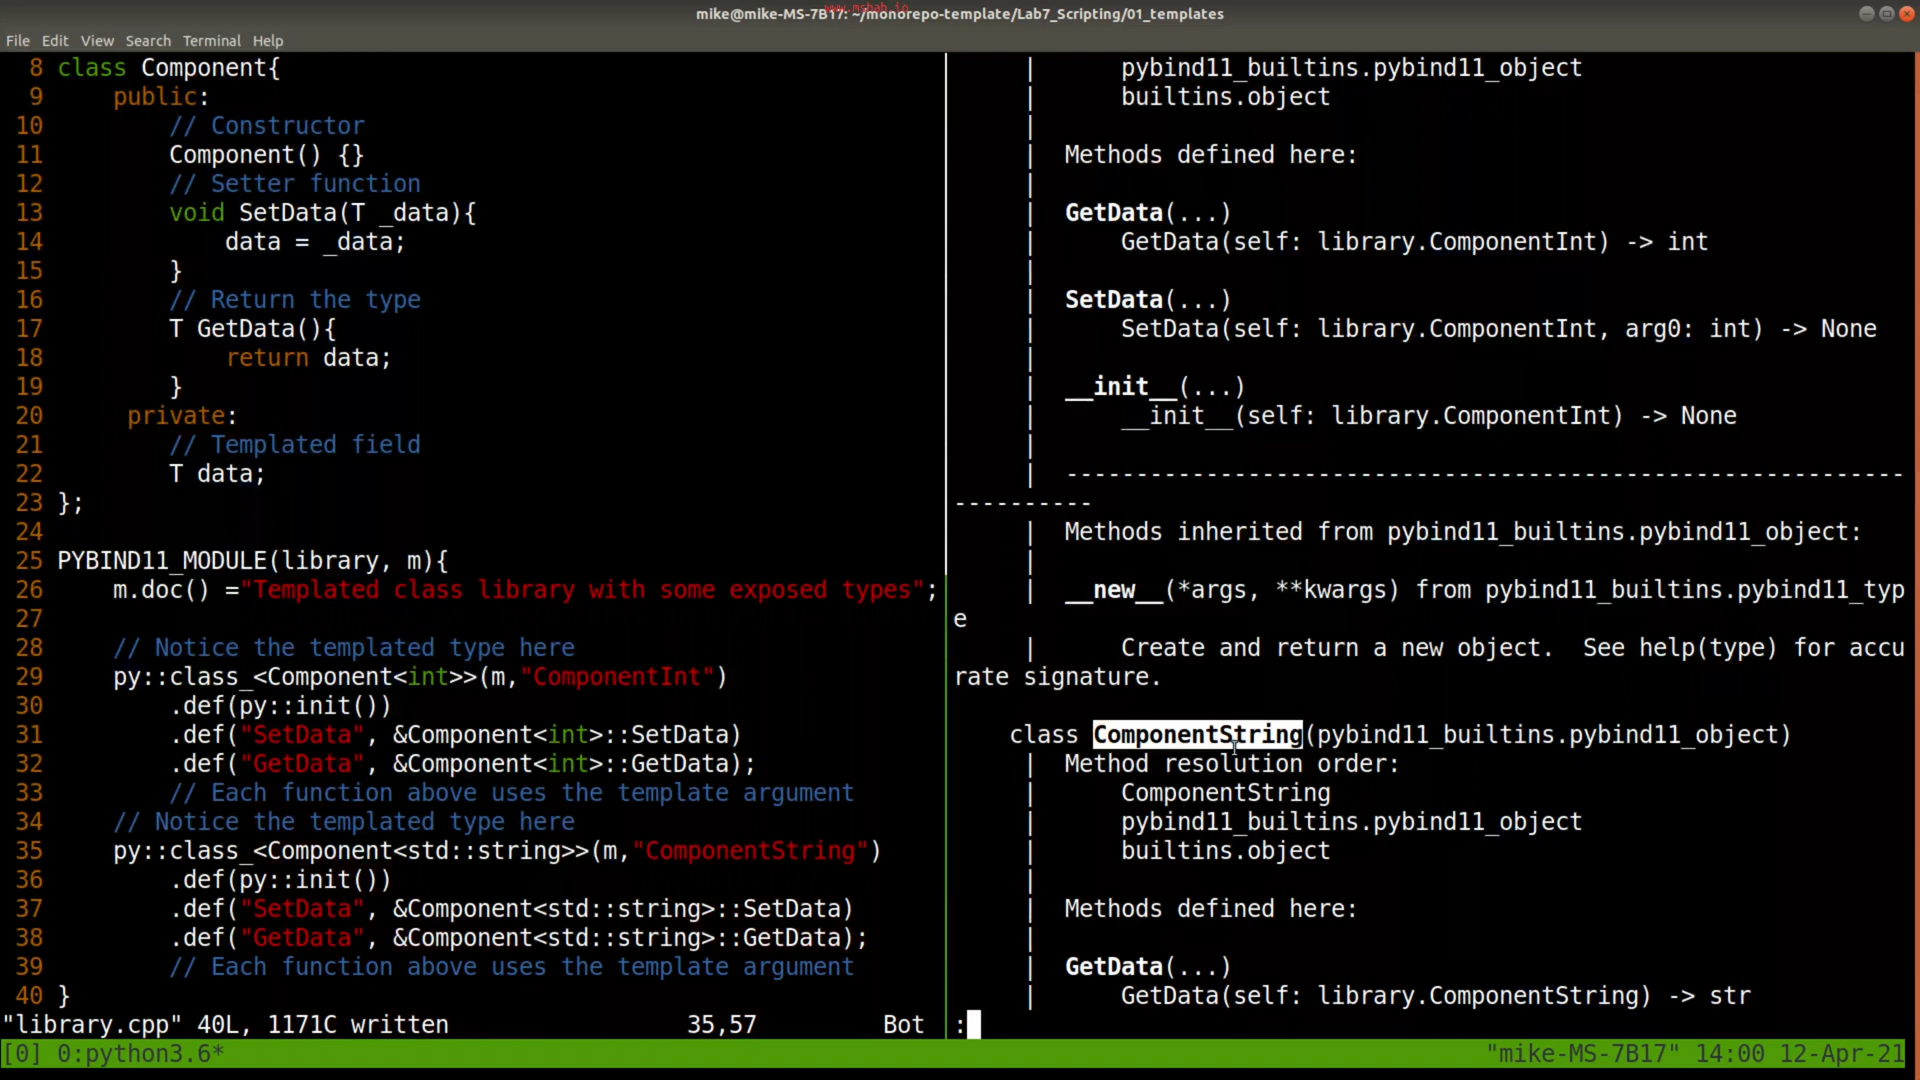 www.mshah.io
mike@mike-MS-7B17: ~/monorepo-template/Lab7_Scripting/01_templates
File Edit View Search Terminal Help
8 class Component{
9     public:
10         // Constructor
11         Component() {}
12         // Setter function
13         void SetData(T _data){
14             data = _data;
15         }
16         // Return the type
17         T GetData(){
18             return data;
19         }
20      private:
21         // Templated field
22         T data;
23 };
24
25 PYBIND11_MODULE(library, m){
26     m.doc() ="Templated class library with some exposed types";
27
28     // Notice the templated type here
29     py::class_<Component<int>>(m,"ComponentInt")
30         .def(py::init())
31         .def("SetData", &Component<int>::SetData)
32         .def("GetData", &Component<int>::GetData);
33         // Each function above uses the template argument
34     // Notice the templated type here
35     py::class_<Component<std::string>>(m,"ComponentString")
36         .def(py::init())
37         .def("SetData", &Component<std::string>::SetData)
38         .def("GetData", &Component<std::string>::GetData);
39         // Each function above uses the template argument
40 }
"library.cpp" 40L, 1171C written 35,57 Bot
|      pybind11_builtins.pybind11_object
|      builtins.object
|
|  Methods defined here:
|
|  GetData(...)
|      GetData(self: library.ComponentInt) -> int
|
|  SetData(...)
|      SetData(self: library.ComponentInt, arg0: int) -> None
|
|  __init__(...)
|      __init__(self: library.ComponentInt) -> None
|
|  ------------------------------------------------------------
----------
|  Methods inherited from pybind11_builtins.pybind11_object:
|
|  __new__(*args, **kwargs) from pybind11_builtins.pybind11_typ
e
|      Create and return a new object.  See help(type) for accu
rate signature.
class ComponentString(pybind11_builtins.pybind11_object)
|  Method resolution order:
|      ComponentString
|      pybind11_builtins.pybind11_object
|      builtins.object
|
|  Methods defined here:
|
|  GetData(...)
|      GetData(self: library.ComponentString) -> str
:
[0] 0:python3.6* "mike-MS-7B17" 14:00 12-Apr-21